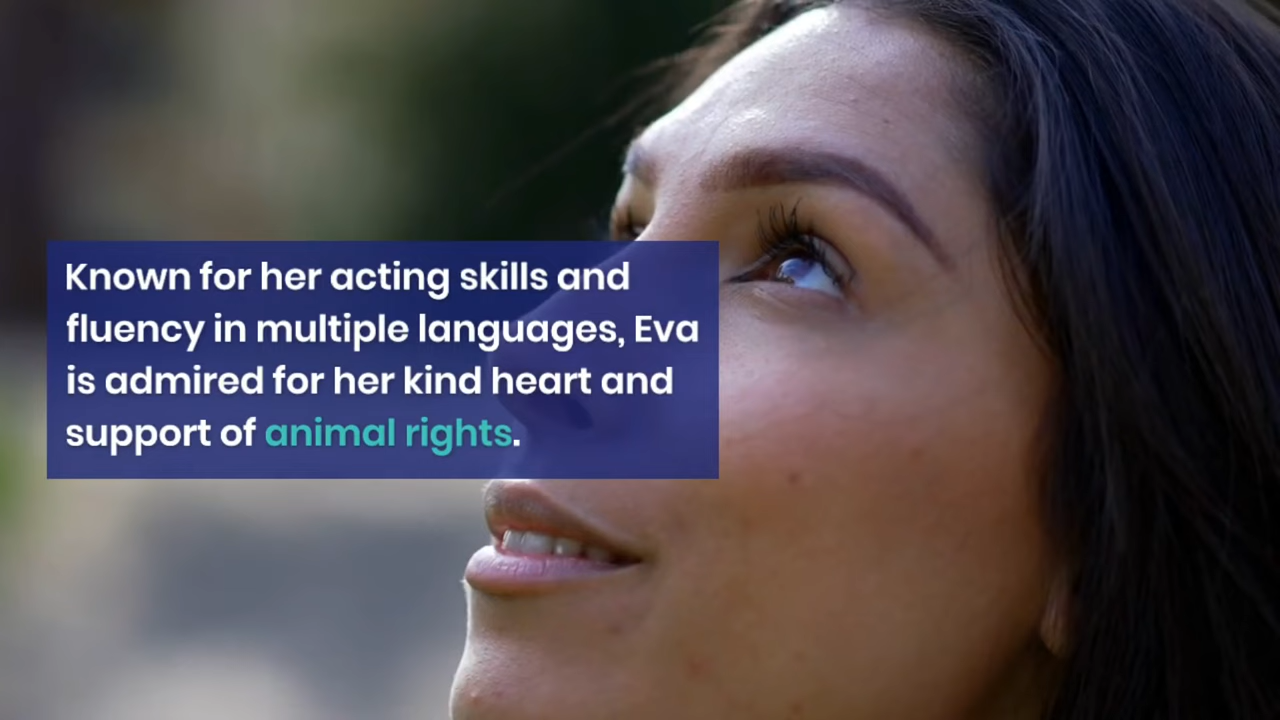 Known for her acting skills and
fluency in multiple languages, Eva
is admired for her kind heart and
support of animal rights.